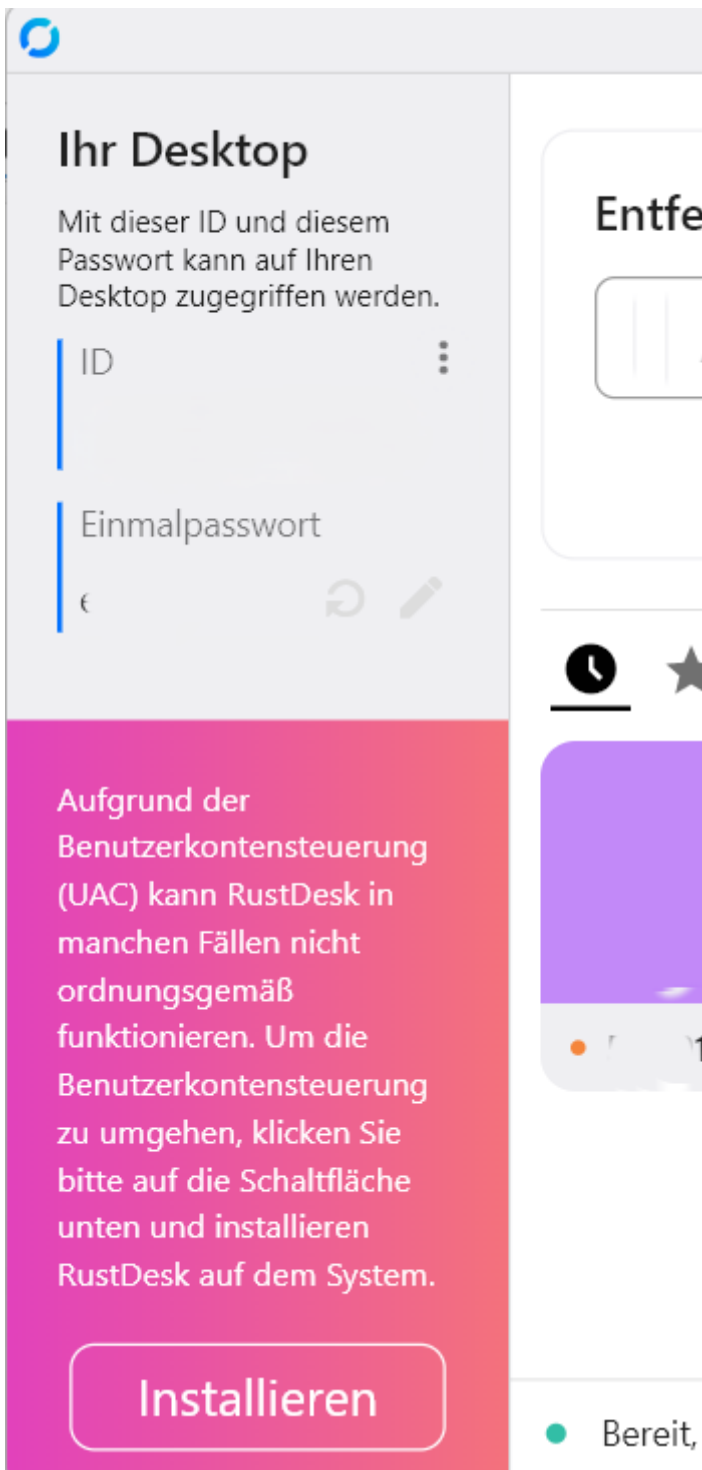 Ihr Desktop
Mit dieser ID und diesem
Passwort kann auf Ihren
Desktop zugegriffen werden.
ID
Einmalpasswort
Aufgrund der
Benutzerkontensteuerung
(UAC) kann RustDesk in
manchen Fällen nicht
ordnungsgemäß
funktionieren. Um die
Benutzerkontensteuerung
zu umgehen, klicken Sie
bitte auf die Schaltfläche
unten und installieren
RustDesk auf dem System.
Installieren
Entfe
Bereit,